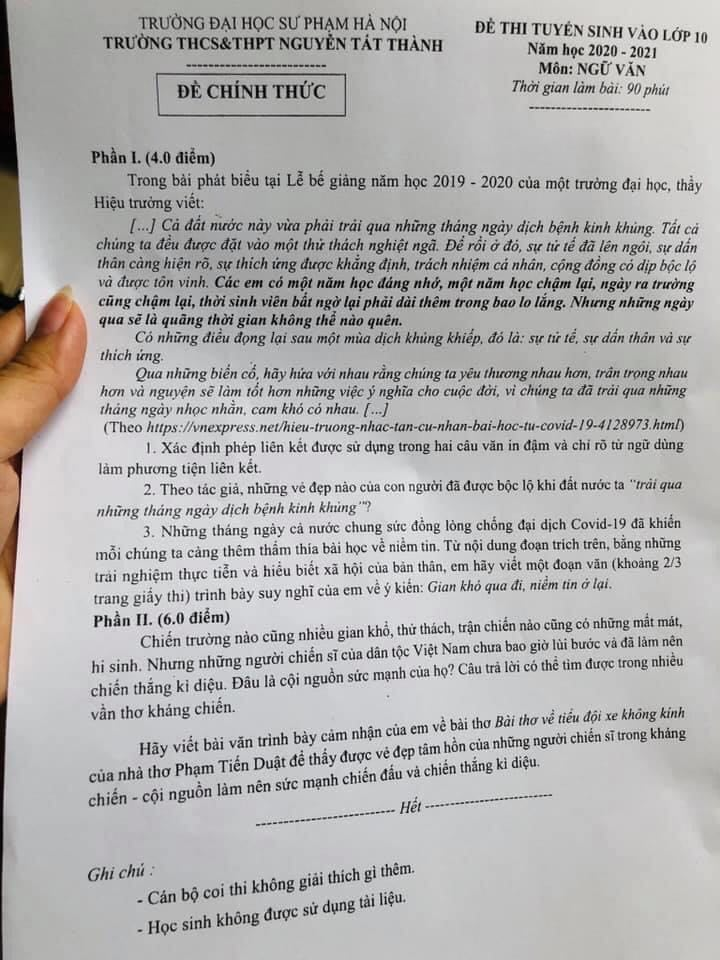 TRƯỜNG ĐẠI HỌC SƯ PHẠM HÀ NỘI
TRƯỜNG THCS&THPT NGUYỄN TẤT THÀNH
ĐỀ CHÍNH THỨC
ĐỀ THI TUYỂN SINH VÀO LỚP 10
Năm học 2020 - 2021
Môn: NGỮ VĂN
Thời gian làm bài: 90 phút
Phần I. (4.0 điểm)
Trong bài phát biểu tại Lễ bế giảng năm học 2019 - 2020 của một trường đại học, thầy
Hiệu trưởng viết:
[...] Cả đất nước này vừa phải trải qua những tháng ngày dịch bệnh kinh khủng. Tất cả
chúng ta đều được đặt vào một thử thách nghiệt ngã. Để rồi ở đó, sự tử tế đã lên ngôi, sự dấn
thân càng hiện rõ, sự thích ứng được khẳng định, trách nhiệm cá nhân, cộng đồng có dịp bộc lộ
và được tôn vinh. Các em có một năm học đáng nhớ, một năm học chậm lại, ngày ra trường
cũng chậm lại, thời sinh viên bất ngờ lại phải dài thêm trong bao lo lắng. Nhưng những ngày
qua sẽ là quãng thời gian không thể nào quên.
Có những điều đọng lại sau một mùa dịch khủng khiếp, đó là: sự tử tế, sự dấn thân và sự
thích ứng.
Qua những biến cố, hãy hứa với nhau rằng chúng ta yêu thương nhau hơn, trân trọng nhau
hơn và nguyện sẽ làm tốt hơn những việc ý nghĩa cho cuộc đời, vì chúng ta đã trải qua những
tháng ngày nhọc nhằn, cam khó có nhau. [...]
(Theo https://vnexpress.net/hieu-truong-nhac-tan-cu-nhan-bai-hoc-tu-covid-19-4128973.html)
1. Xác định phép liên kết được sử dụng trong hai câu văn in đậm và chỉ rõ từ ngữ dùng
làm phương tiện liên kết.
2. Theo tác giả, những vẻ đẹp nào của con người đã được bộc lộ khi đất nước ta "trải qua
những tháng ngày dịch bệnh kinh khủng"?
3. Những tháng ngày cả nước chung sức đồng lòng chống đại dịch Covid-19 đã khiến
mỗi chúng ta càng thêm thấm thía bài học về niềm tin. Từ nội dung đoạn trích trên, bằng những
trải nghiệm thực tiễn và hiểu biết xã hội của bản thân, em hãy viết một đoạn văn (khoảng 2/3
trang giấy thi) trình bày suy nghĩ của em về ý kiến: Gian khó qua đi, niềm tin ở lại.
Phần II. (6.0 điểm)
Chiến trường nào cũng nhiều gian khổ, thử thách, trận chiến nào cũng có những mất mát,
hi sinh. Nhưng những người chiến sĩ của dân tộc Việt Nam chưa bao giờ lùi bước và đã làm nên
chiến thắng kì diệu. Đâu là cội nguồn sức mạnh của họ? Câu trả lời có thể tìm được trong nhiều
vần thơ kháng chiến.
Hãy viết bài văn trình bày cảm nhận của em về bài thơ Bài thơ về tiểu đội xe không kính
của nhà thơ Phạm Tiến Duật để thấy được vẻ đẹp tâm hồn của những người chiến sĩ trong kháng
chiến - cội nguồn làm nên sức mạnh chiến đấu và chiến thắng kì diệu.
Hết
Ghi chú :
- Cán bộ coi thi không giải thích gì thêm.
- Học sinh không được sử dụng tài liệu.